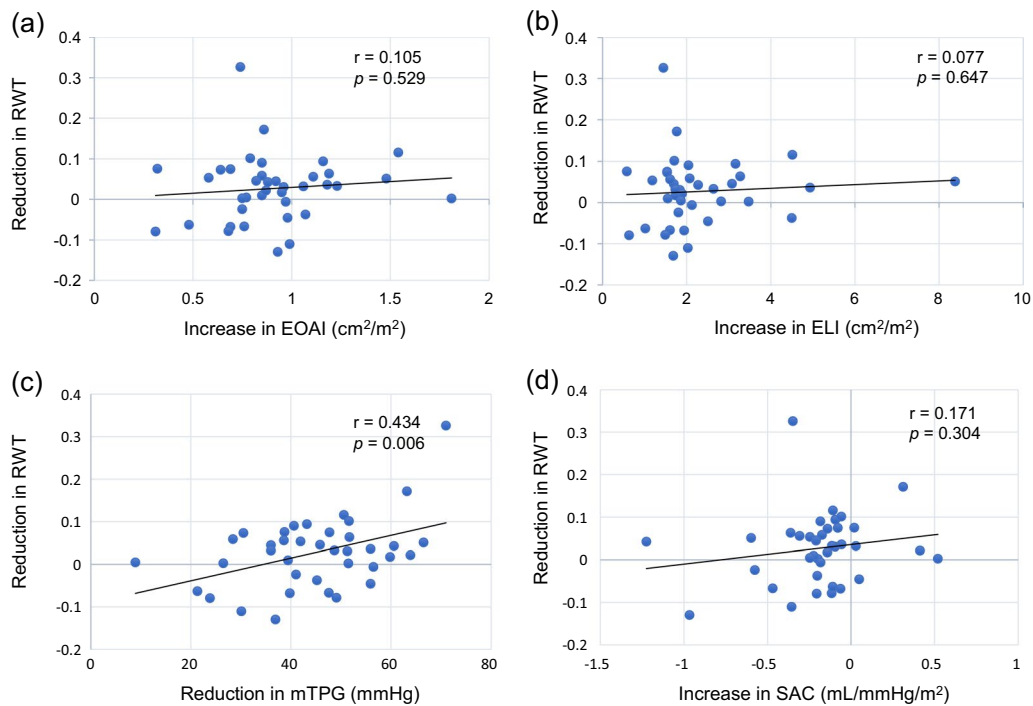 (a)
r = 0.105
p = 0.529
Reduction in RWT
0.4
0.3
0.2
0.1
0
-0.1
-0.2
0
0.5
1
1.5
2
Increase in EOAI (cm²/m²)
(b)
r = 0.077
p = 0.647
Reduction in RWT
0.4
0.3
0.2
0.1
0
-0.1
-0.2
0
2
4
6
8
10
Increase in ELI (cm²/m²)
(c)
r = 0.434
p = 0.006
Reduction in RWT
0.4
0.3
0.2
0.1
0
-0.1
-0.2
0
20
40
60
80
Reduction in mTPG (mmHg)
(d)
r = 0.171
p = 0.304
Reduction in RWT
0.4
0.3
0.2
0.1
0
-0.1
-0.2
-1.5
-1
-0.5
0
0.5
1
Increase in SAC (mL/mmHg/m²)